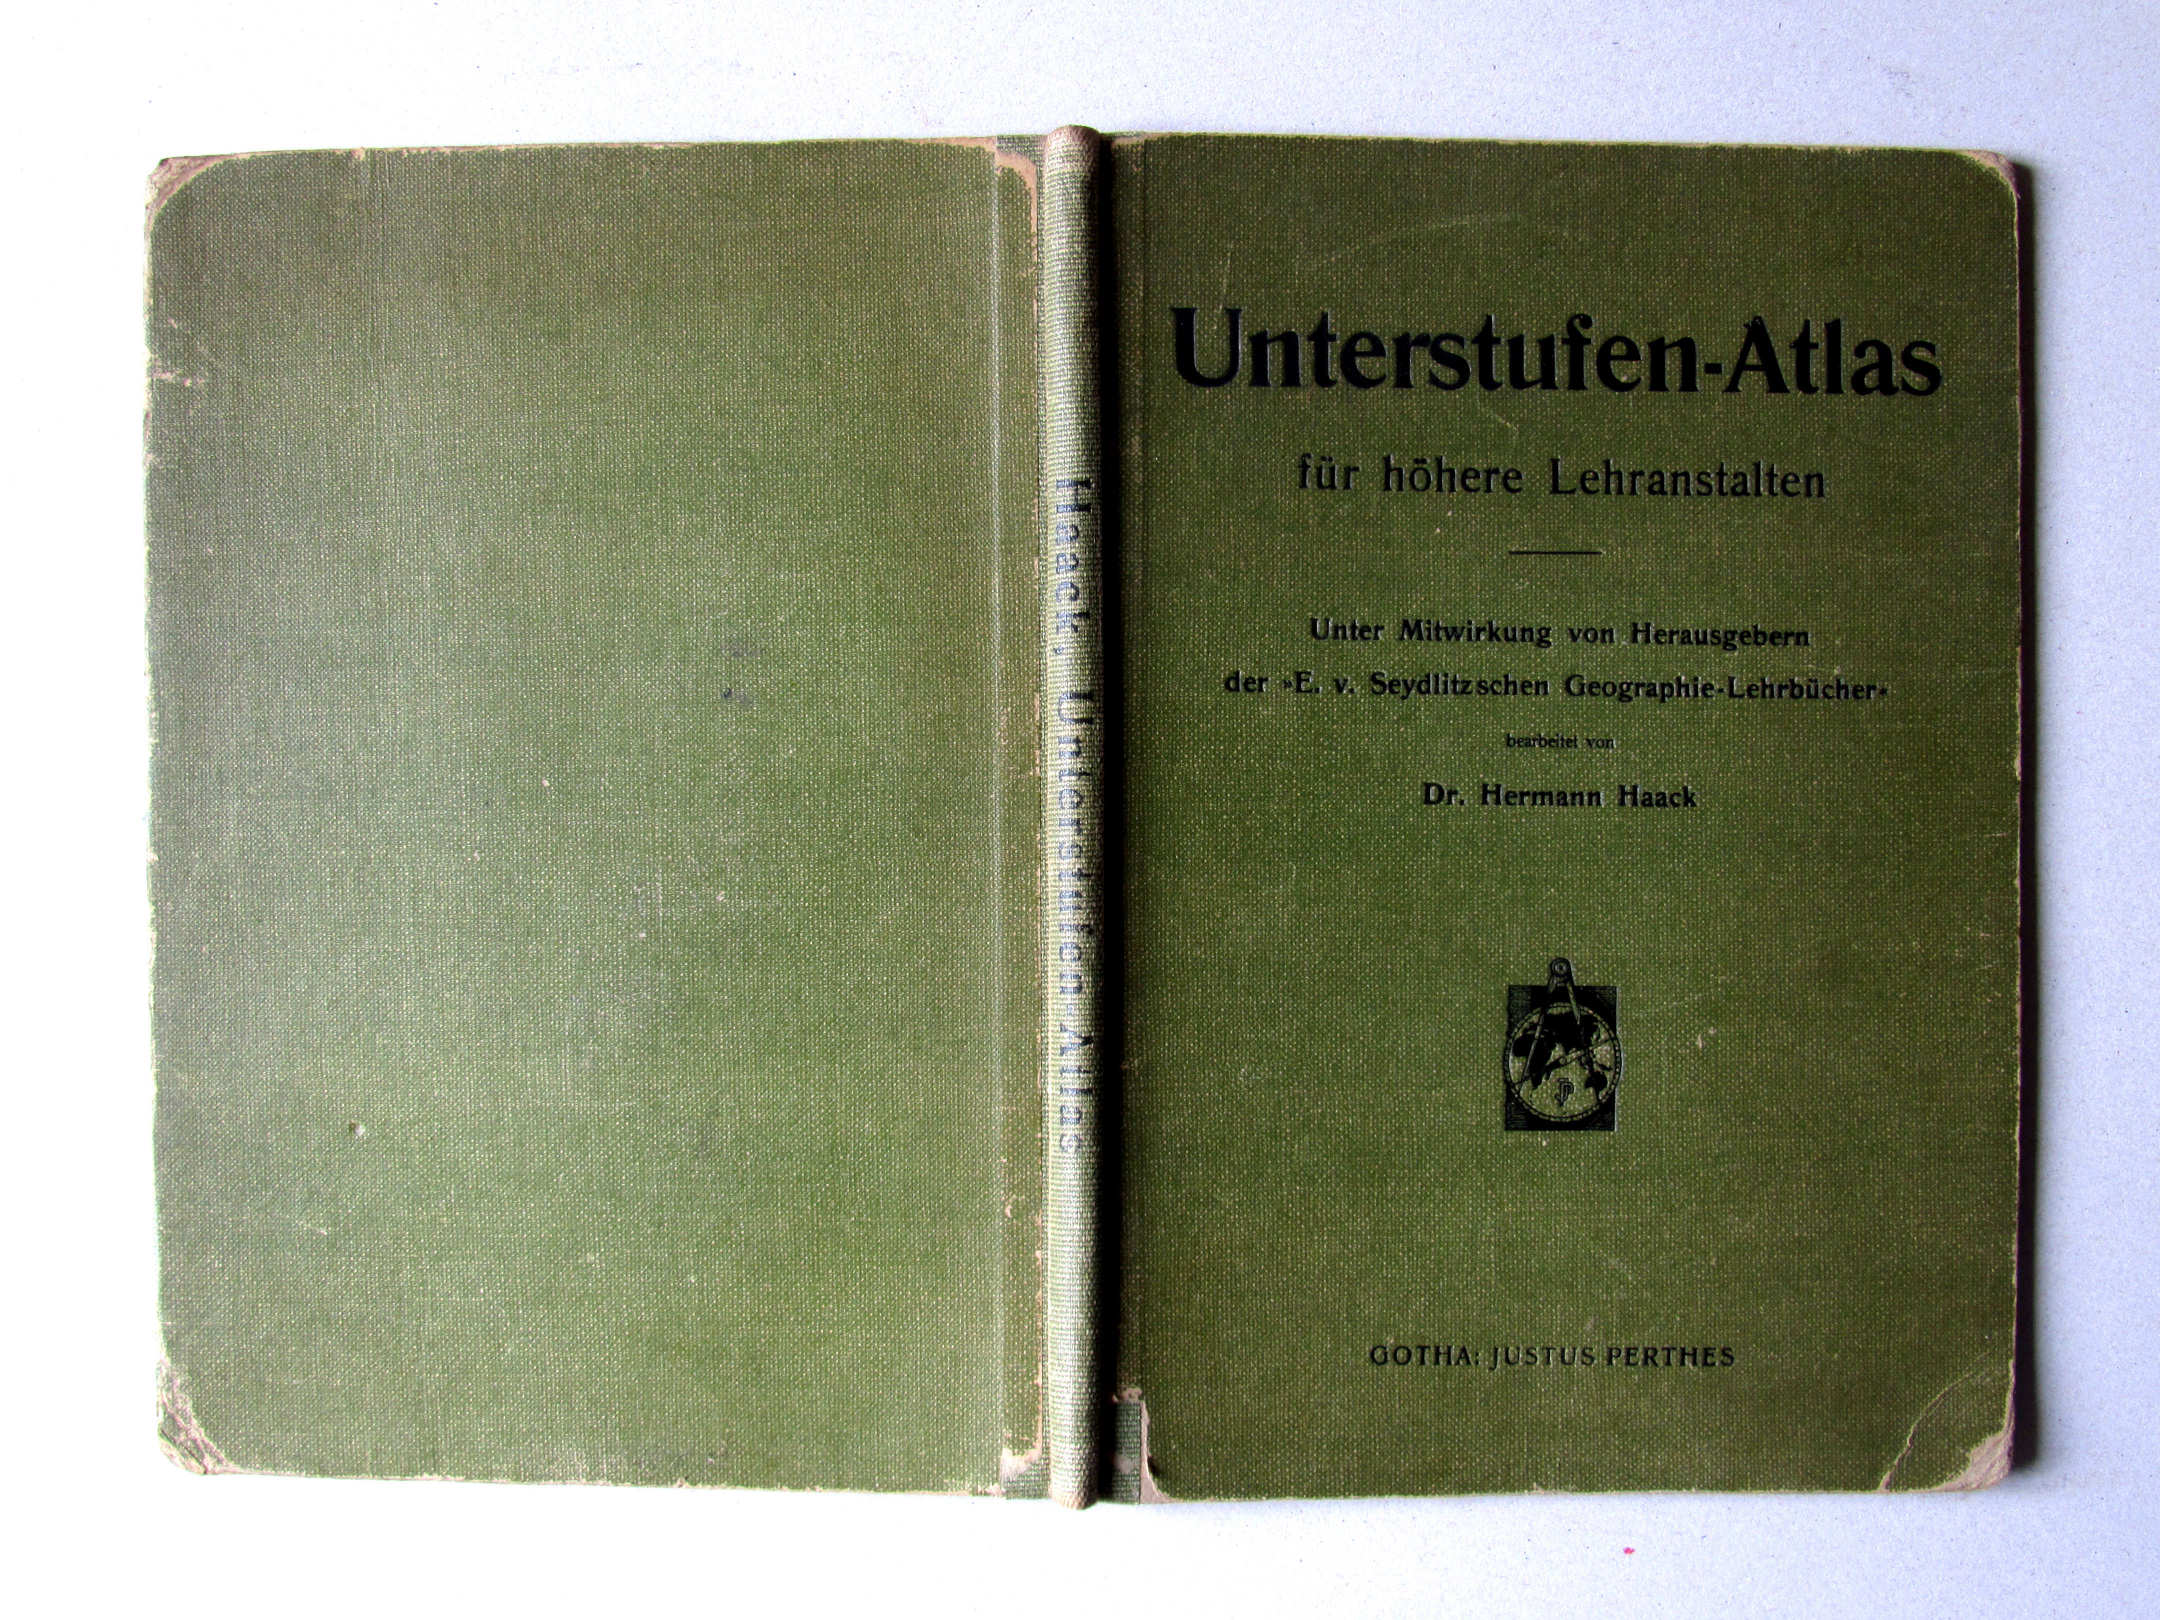 Haack, Unterstufen-Atlas
Unterstufen-Atlas
für höhere Lehranstalten
Unter Mitwirkung von Herausgebern
der »E. v. Seydlitzschen Geographie-Lehrbücher«
bearbeitet von
Dr. Hermann Haack
JP
GOTHA: JUSTUS PERTHES